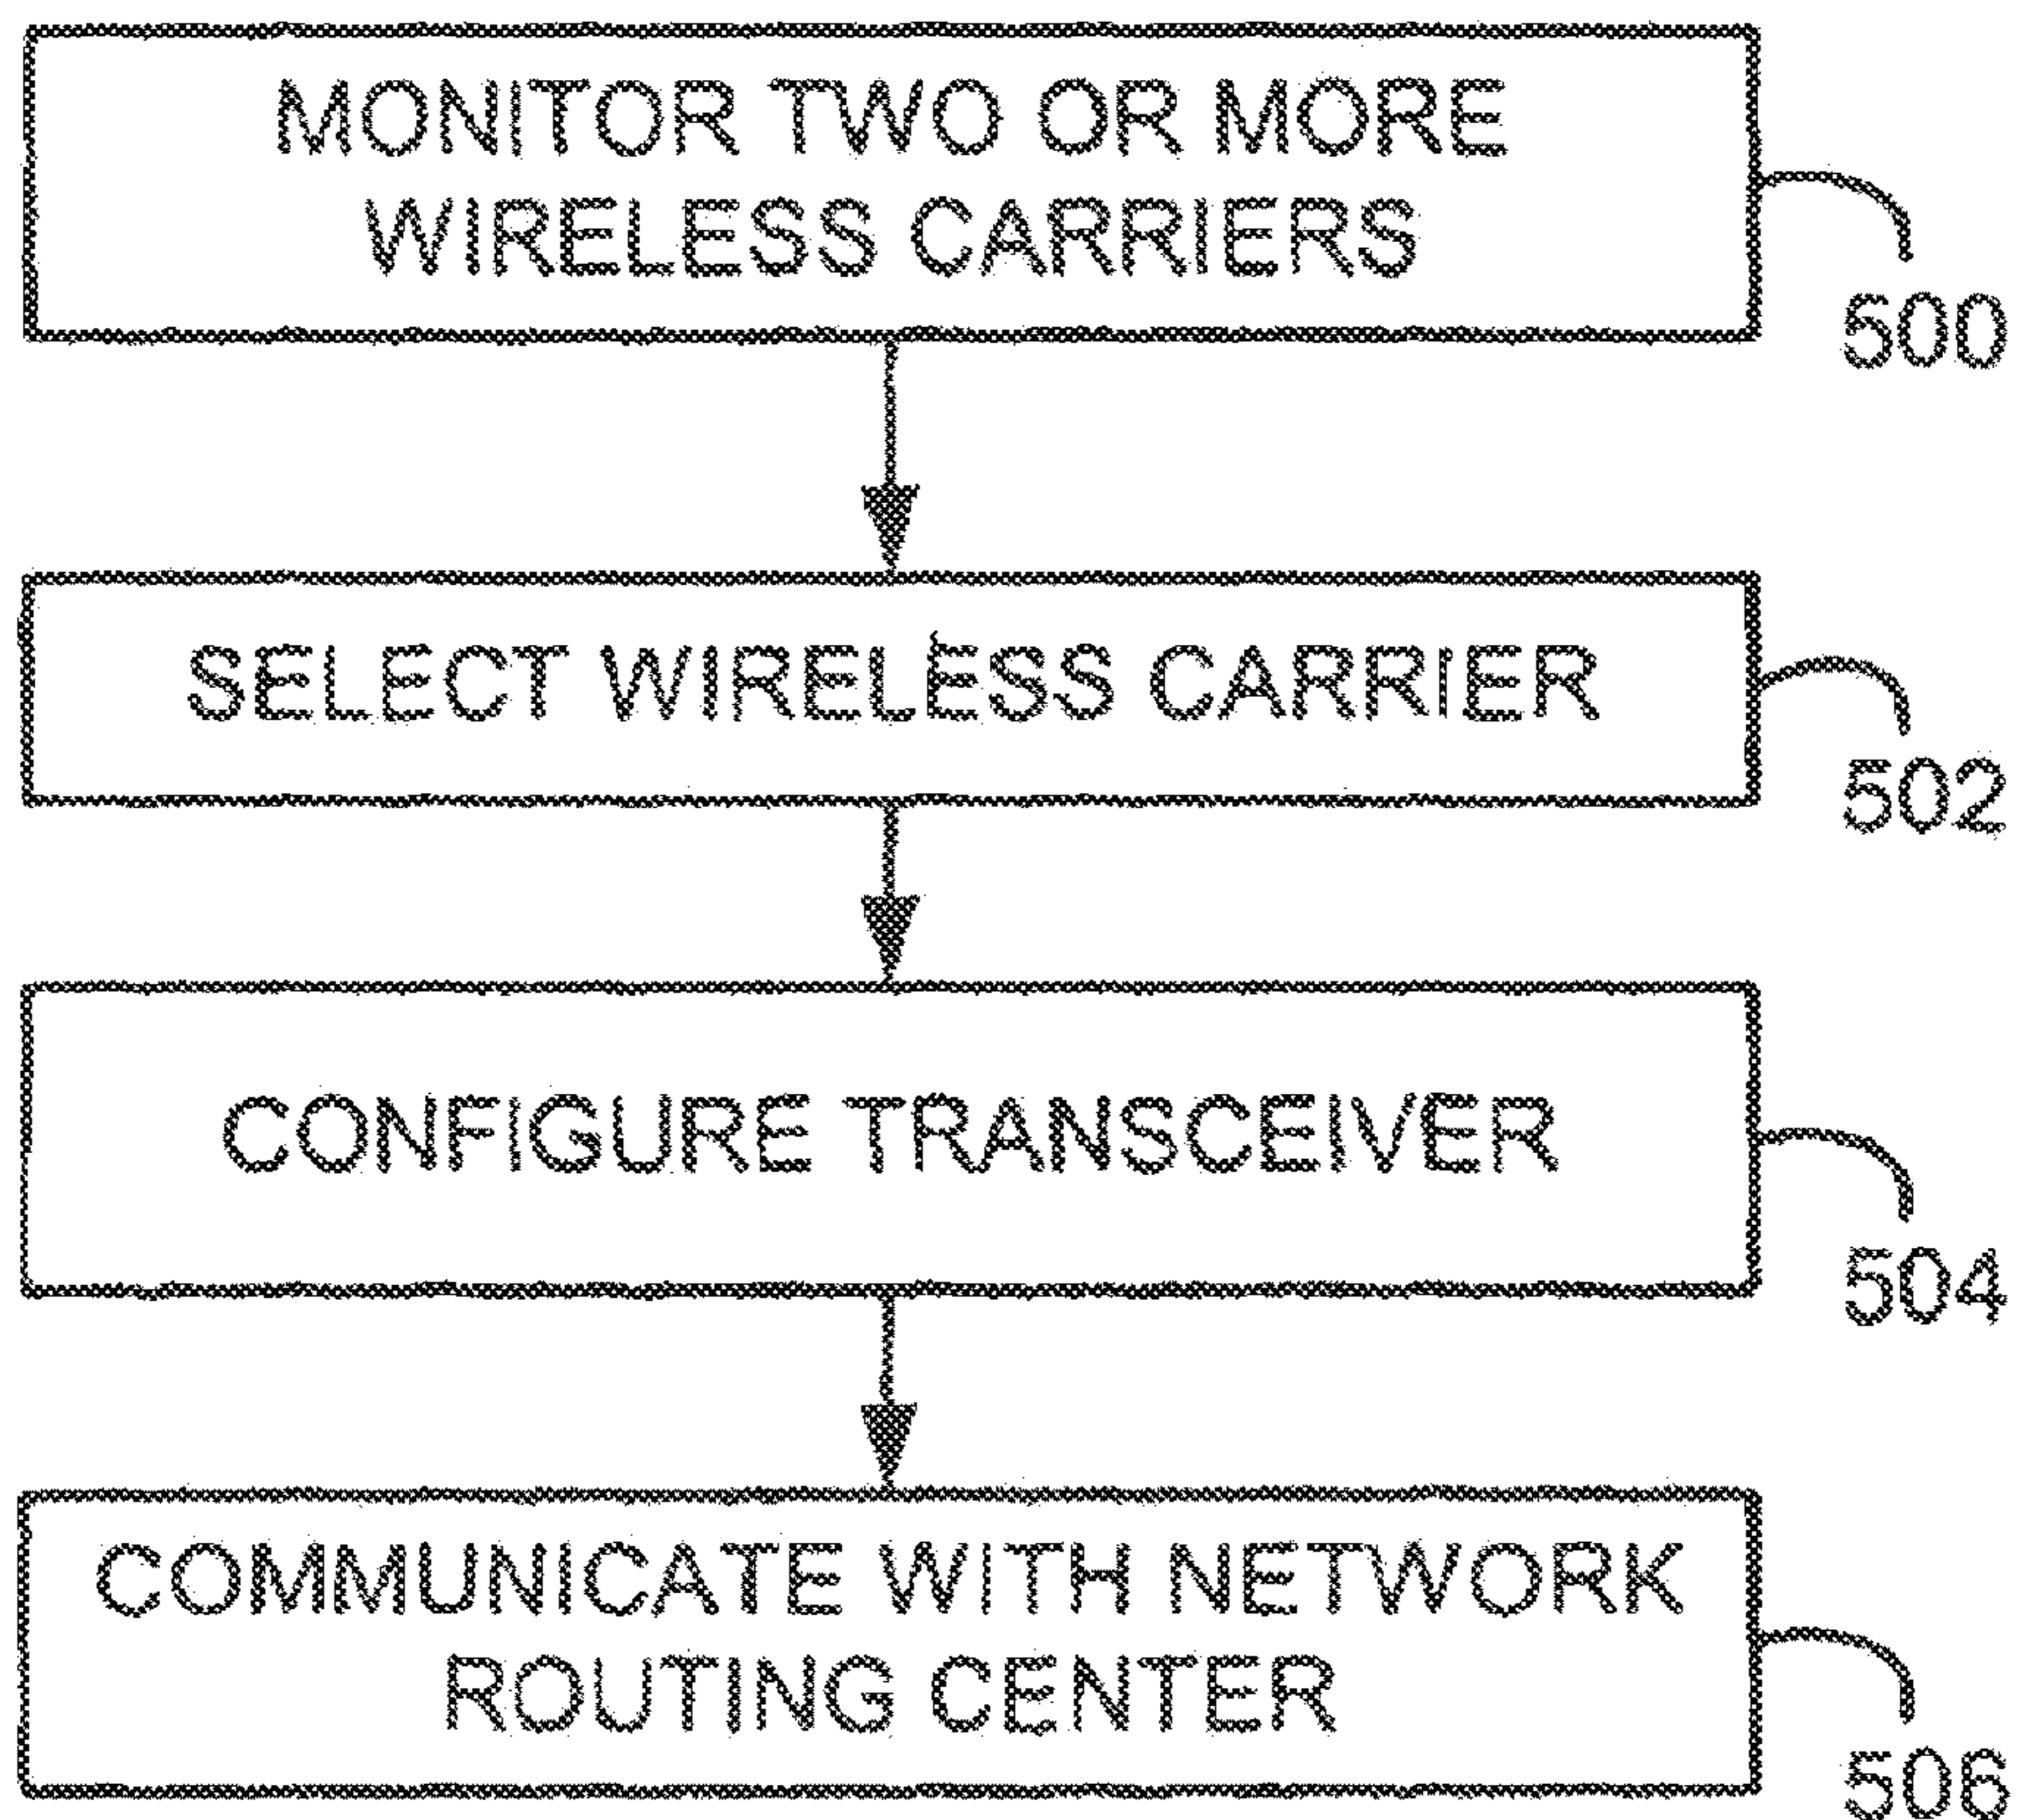 MONITOR TWO OR MORE
WIRELESS CARRIERS
500
SELECT WIRELESS CARRIER
502
CONFIGURE TRANSCEIVER
504
COMMUNICATE WITH NETWORK
ROUTING CENTER
506